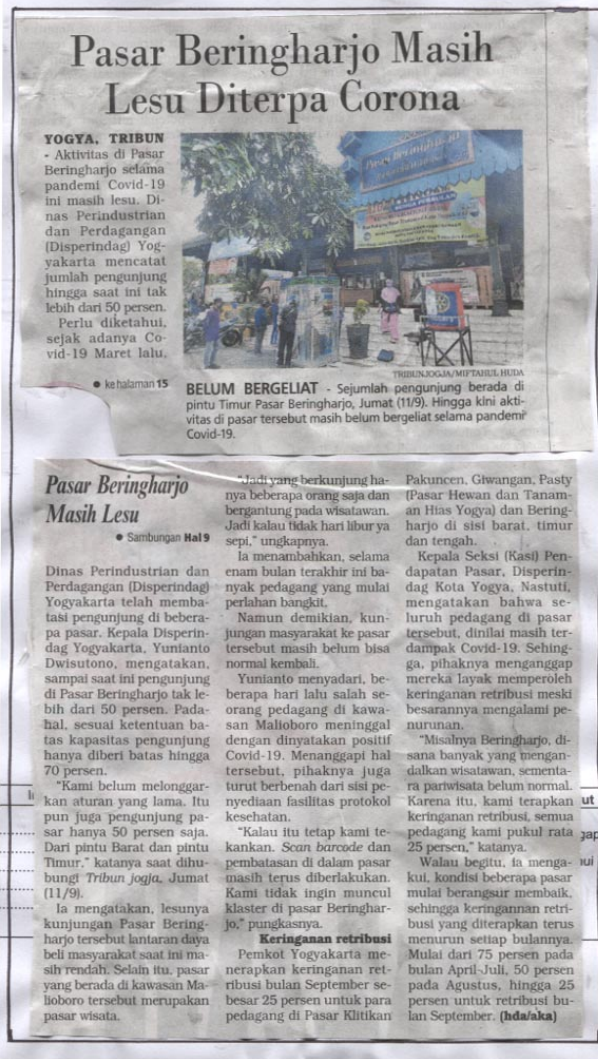 Pasar Beringharjo Masih
Lesu Diterpa Corona
YOGYA, TRIBUN
- Aktivitas di Pasar
Beringharjo selama
pandemi Covid-19
ini masih lesu. Di-
nas Perindustrian
dan Perdagangan
(Disperindag) Yog-
yakarta mencatat
jumlah pengunjung
hingga saat ini tak
lebih dari 50 persen.
Perlu diketahui,
sejak adanya Co-
vid-19 Maret lalu,
● ke halaman 15
Pasar Beringharjo
TRIBUNJOGJA/MIFTAHUL HUDA
BELUM BERGELIAT - Sejumlah pengunjung berada di
pintu Timur Pasar Beringharjo, Jumat (11/9). Hingga kini akti-
vitas di pasar tersebut masih belum bergeliat selama pandemi
Covid-19.
Pasar Beringharjo
Masih Lesu
● Sambungan Hal 9
Dinas Perindustrian dan
Perdagangan (Disperindag)
Yogyakarta telah memba-
tasi pengunjung di bebera-
pa pasar. Kepala Disperin-
dag Yogyakarta, Yunianto
Dwisutono, mengatakan,
sampai saat ini pengunjung
di Pasar Beringharjo tak le-
bih dari 50 persen. Pada-
hal, sesuai ketentuan ba-
tas kapasitas pengunjung
hanya diberi batas hingga
70 persen.
"Kami belum melonggar-
kan aturan yang lama. Itu
pun juga pengunjung pa-
sar hanya 50 persen saja.
Dari pintu Barat dan pintu
Timur," katanya saat dihu-
bungi Tribun jogja, Jumat
(11/9).
Ia mengatakan, lesunya
kunjungan Pasar Bering-
harjo tersebut lantaran daya
beli masyarakat saat ini ma-
sih rendah. Selain itu, pasar
yang berada di kawasan Ma-
lioboro tersebut merupakan
pasar wisata.
"Jadi yang berkunjung ha-
nya beberapa orang saja dan
bergantung pada wisatawan.
Jadi kalau tidak hari libur ya
sepi," ungkapnya.
Ia menambahkan, selama
enam bulan terakhir ini ba-
nyak pedagang yang mulai
perlahan bangkit.
Namun demikian, kun-
jungan masyarakat ke pasar
tersebut masih belum bisa
normal kembali.
Yunianto menyadari, be-
berapa hari lalu salah se-
orang pedagang di kawa-
san Malioboro meninggal
dengan dinyatakan positif
Covid-19. Menanggapi hal
tersebut, pihaknya juga
turut berbenah dari sisi pe-
nyediaan fasilitas protokol
kesehatan.
"Kalau itu tetap kami te-
kankan. Scan barcode dan
pembatasan di dalam pasar
masih terus diberlakukan.
Kami tidak ingin muncul
klaster di pasar Beringhar-
jo," pungkasnya.
Keringanan retribusi
Pemkot Yogyakarta me-
nerapkan keringanan ret-
ribusi bulan September se-
besar 25 persen untuk para
pedagang di Pasar Klitikan
Pakuncen, Giwangan, Pasty
(Pasar Hewan dan Tanam-
an Hias Yogya) dan Bering-
harjo di sisi barat, timur
dan tengah.
Kepala Seksi (Kasi) Pen-
dapatan Pasar, Disperin-
dag Kota Yogya, Nastuti,
mengatakan bahwa se-
luruh pedagang di pasar
tersebut, dinilai masih ter-
dampak Covid-19. Sehing-
ga, pihaknya menganggap
mereka layak memperoleh
keringanan retribusi meski
besarannya mengalami pe-
nurunan.
"Misalnya Beringharjo, di-
sana banyak yang mengan-
dalkan wisatawan, sementa-
ra pariwisata belum normal.
Karena itu, kami terapkan
keringanan retribusi, semua
pedagang kami pukul rata
25 persen," katanya.
Walau begitu, ia menga-
kui, kondisi beberapa pasar
mulai berangsur membaik,
sehingga keringannan retri-
busi yang diterapkan terus
menurun setiap bulannya.
Mulai dari 75 persen pada
bulan April-Juli, 50 persen
pada Agustus, hingga 25
persen untuk retribusi bu-
lan September. (hda/aka)